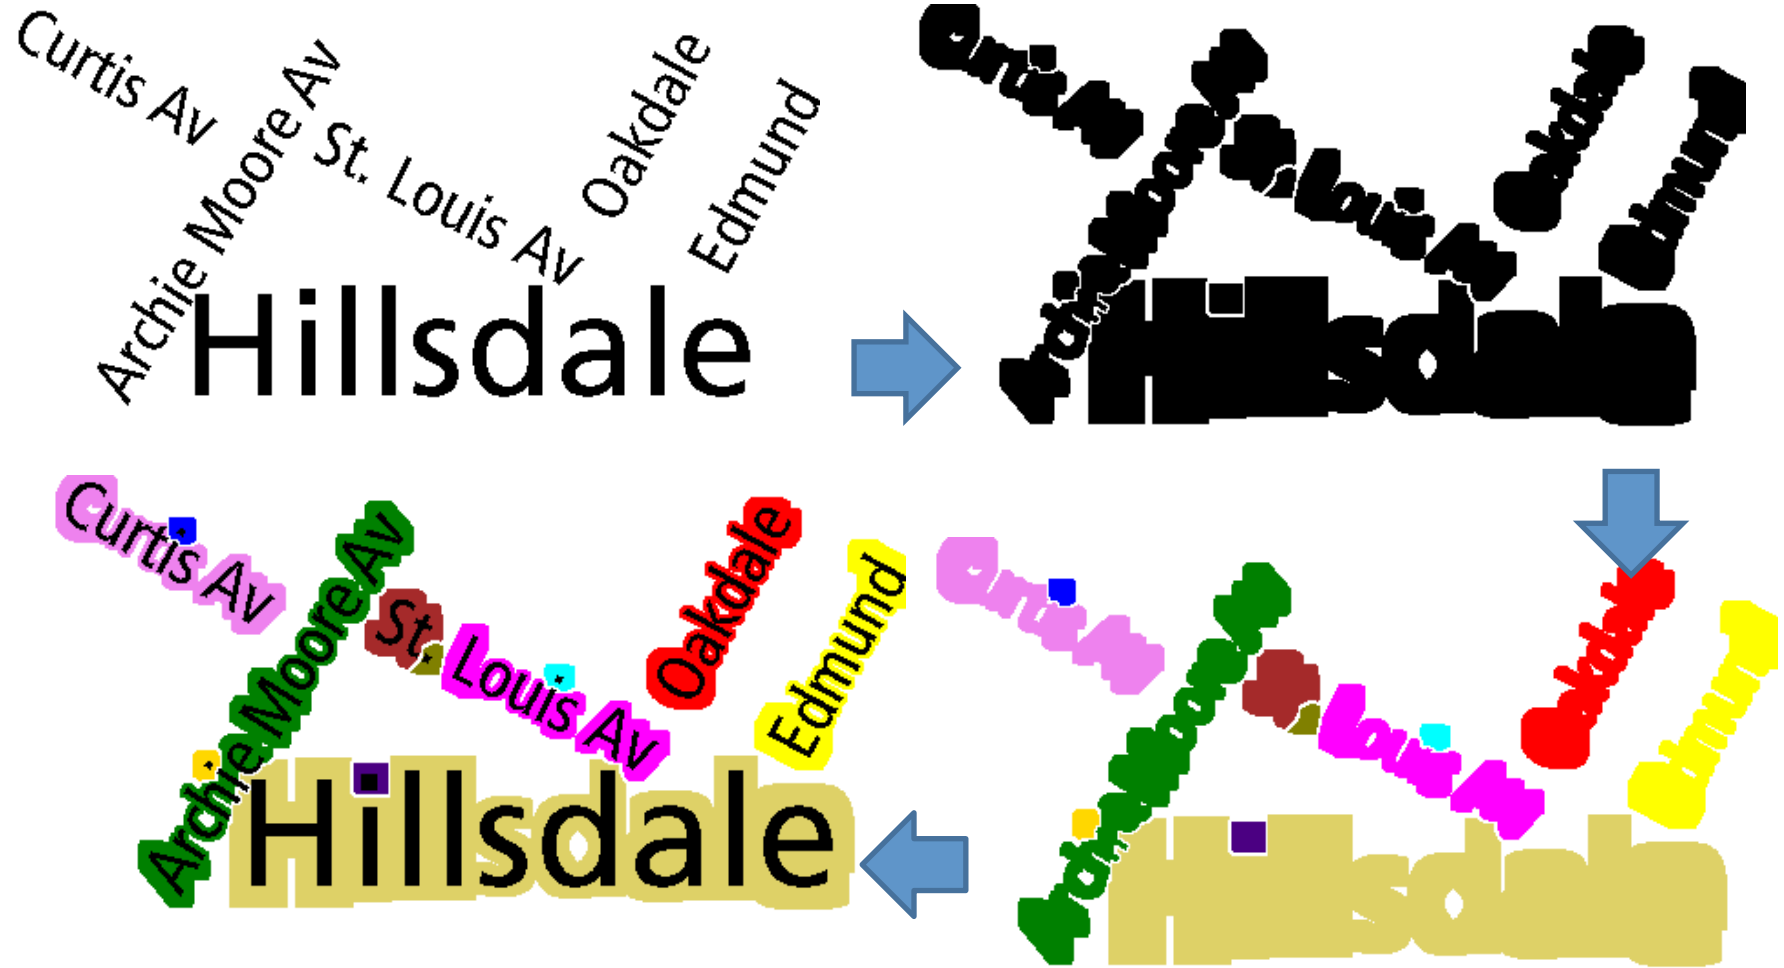 Curtis Av
Archie Moore Av
St. Louis Av
Oakdale
Edmund
Hillsdale
Curtis Av
Archie Moore Av
St. Louis Av
Oakdale
Edmund
Hillsdale